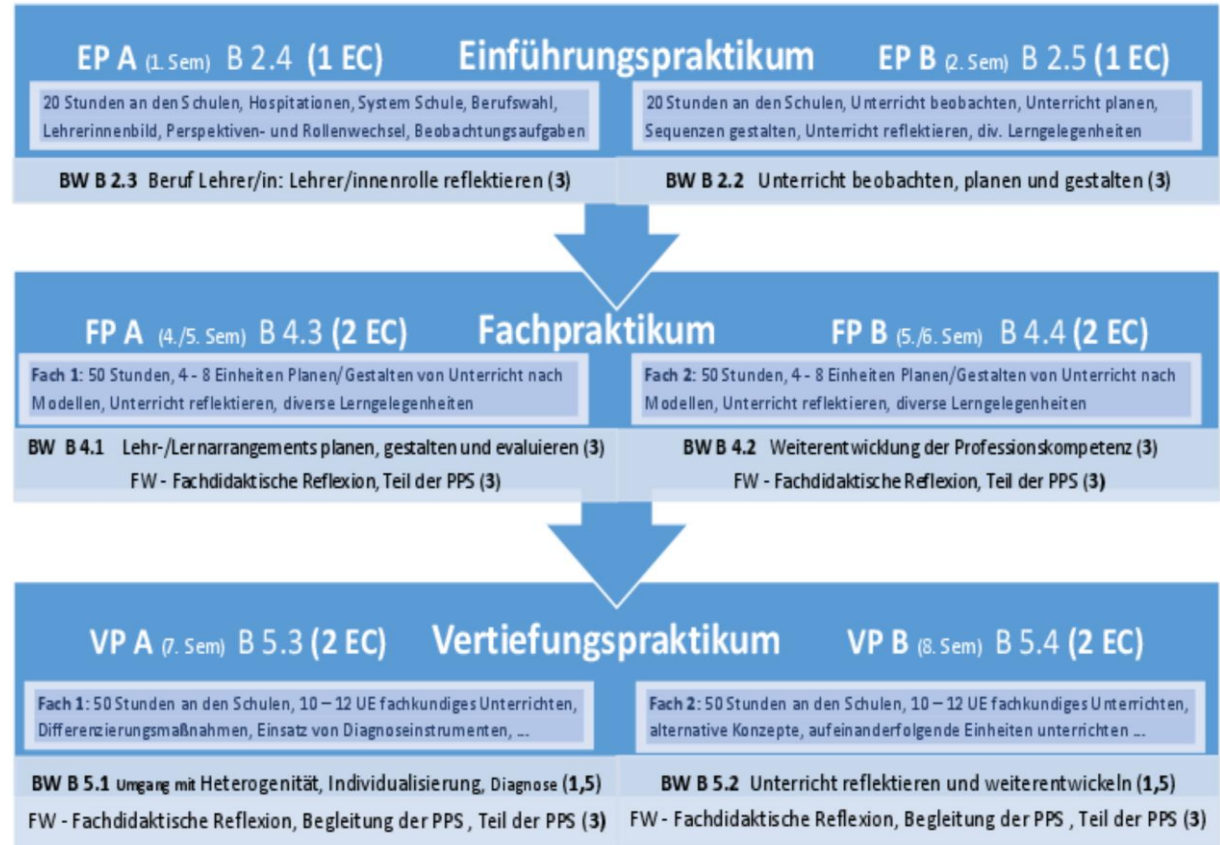 EP A (1. Sem) B 2.4 (1 EC) Einführungspraktikum EP B (2. Sem) B 2.5 (1 EC)
20 Stunden an den Schulen, Hospitationen, System Schule, Berufswahl,
Lehrerinnenbild, Perspektiven- und Rollenwechsel, Beobachtungsaufgaben
20 Stunden an den Schulen, Unterricht beobachten, Unterricht planen,
Sequenzen gestalten, Unterricht reflektieren, div. Lerngelegenheiten
BW B 2.3 Beruf Lehrer/in: Lehrer/innenrolle reflektieren (3)
BW B 2.2 Unterricht beobachten, planen und gestalten (3)
FP A (4./5. Sem) B 4.3 (2 EC) Fachpraktikum FP B (5./6. Sem) B 4.4 (2 EC)
Fach 1: 50 Stunden, 4 - 8 Einheiten Planen/Gestalten von Unterricht nach
Modellen, Unterricht reflektieren, diverse Lerngelegenheiten
Fach 2: 50 Stunden, 4 - 8 Einheiten Planen/Gestalten von Unterricht nach
Modellen, Unterricht reflektieren, diverse Lerngelegenheiten
BW B 4.1 Lehr-/Lernarrangements planen, gestalten und evaluieren (3)
FW - Fachdidaktische Reflexion, Teil der PPS (3)
BW B 4.2 Weiterentwicklung der Professionskompetenz (3)
FW - Fachdidaktische Reflexion, Teil der PPS (3)
VP A (7. Sem) B 5.3 (2 EC) Vertiefungspraktikum VP B (8. Sem) B 5.4 (2 EC)
Fach 1: 50 Stunden an den Schulen, 10 – 12 UE fachkundiges Unterrichten,
Differenzierungsmaßnahmen, Einsatz von Diagnoseinstrumenten, ...
Fach 2: 50 Stunden an den Schulen, 10 – 12 UE fachkundiges Unterrichten,
alternative Konzepte, aufeinanderfolgende Einheiten unterrichten ...
BW B 5.1 Umgang mit Heterogenität, Individualisierung, Diagnose (1,5)
FW - Fachdidaktische Reflexion, Begleitung der PPS , Teil der PPS (3)
BW B 5.2 Unterricht reflektieren und weiterentwickeln (1,5)
FW - Fachdidaktische Reflexion, Begleitung der PPS , Teil der PPS (3)